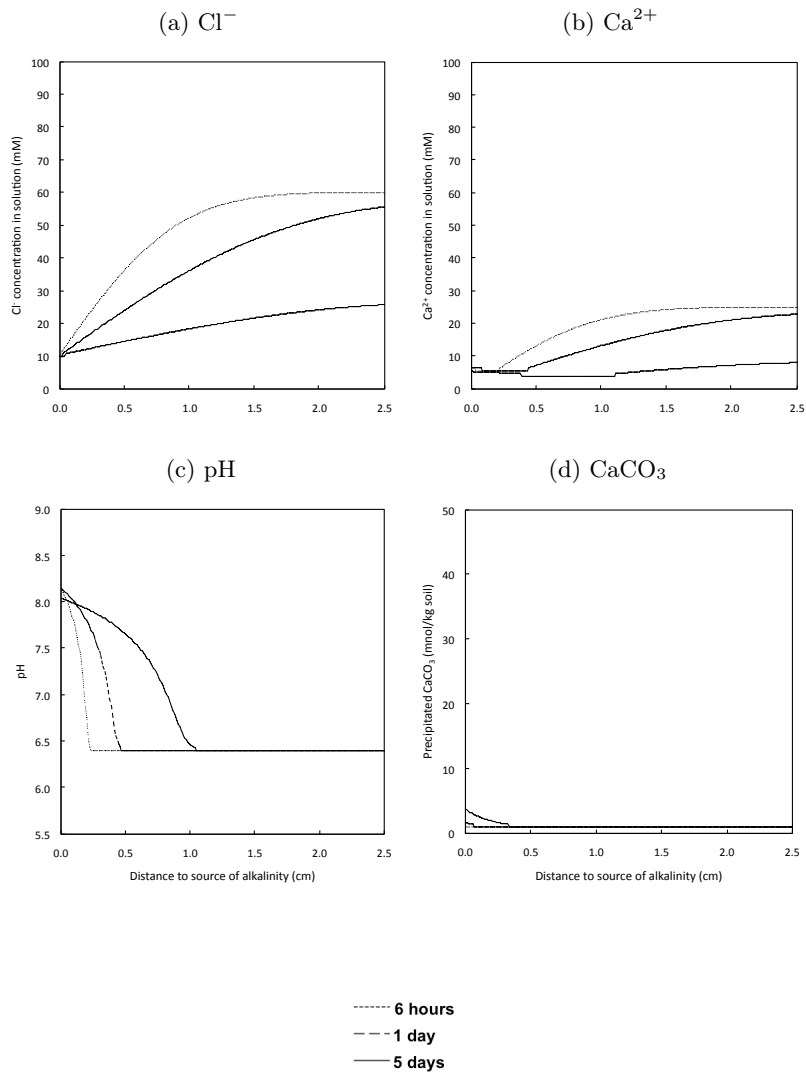 (a) Cl⁻
(b) Ca²⁺
Cl⁻ concentration in solution (mM)
100
90
80
70
60
50
40
30
20
10
0
0.0 0.5 1.0 1.5 2.0 2.5
Ca²⁺ concentration in solution (mM)
100
90
80
70
60
50
40
30
20
10
0
0.0 0.5 1.0 1.5 2.0 2.5
(c) pH
(d) CaCO₃
pH
9.0
8.5
8.0
7.5
7.0
6.5
6.0
5.5
0.0 0.5 1.0 1.5 2.0 2.5
Distance to source of alkalinity (cm)
Precipitated CaCO₃ (mnol/kg soil)
50
40
30
20
10
0
0.0 0.5 1.0 1.5 2.0 2.5
Distance to source of alkalinity (cm)
6 hours
1 day
5 days